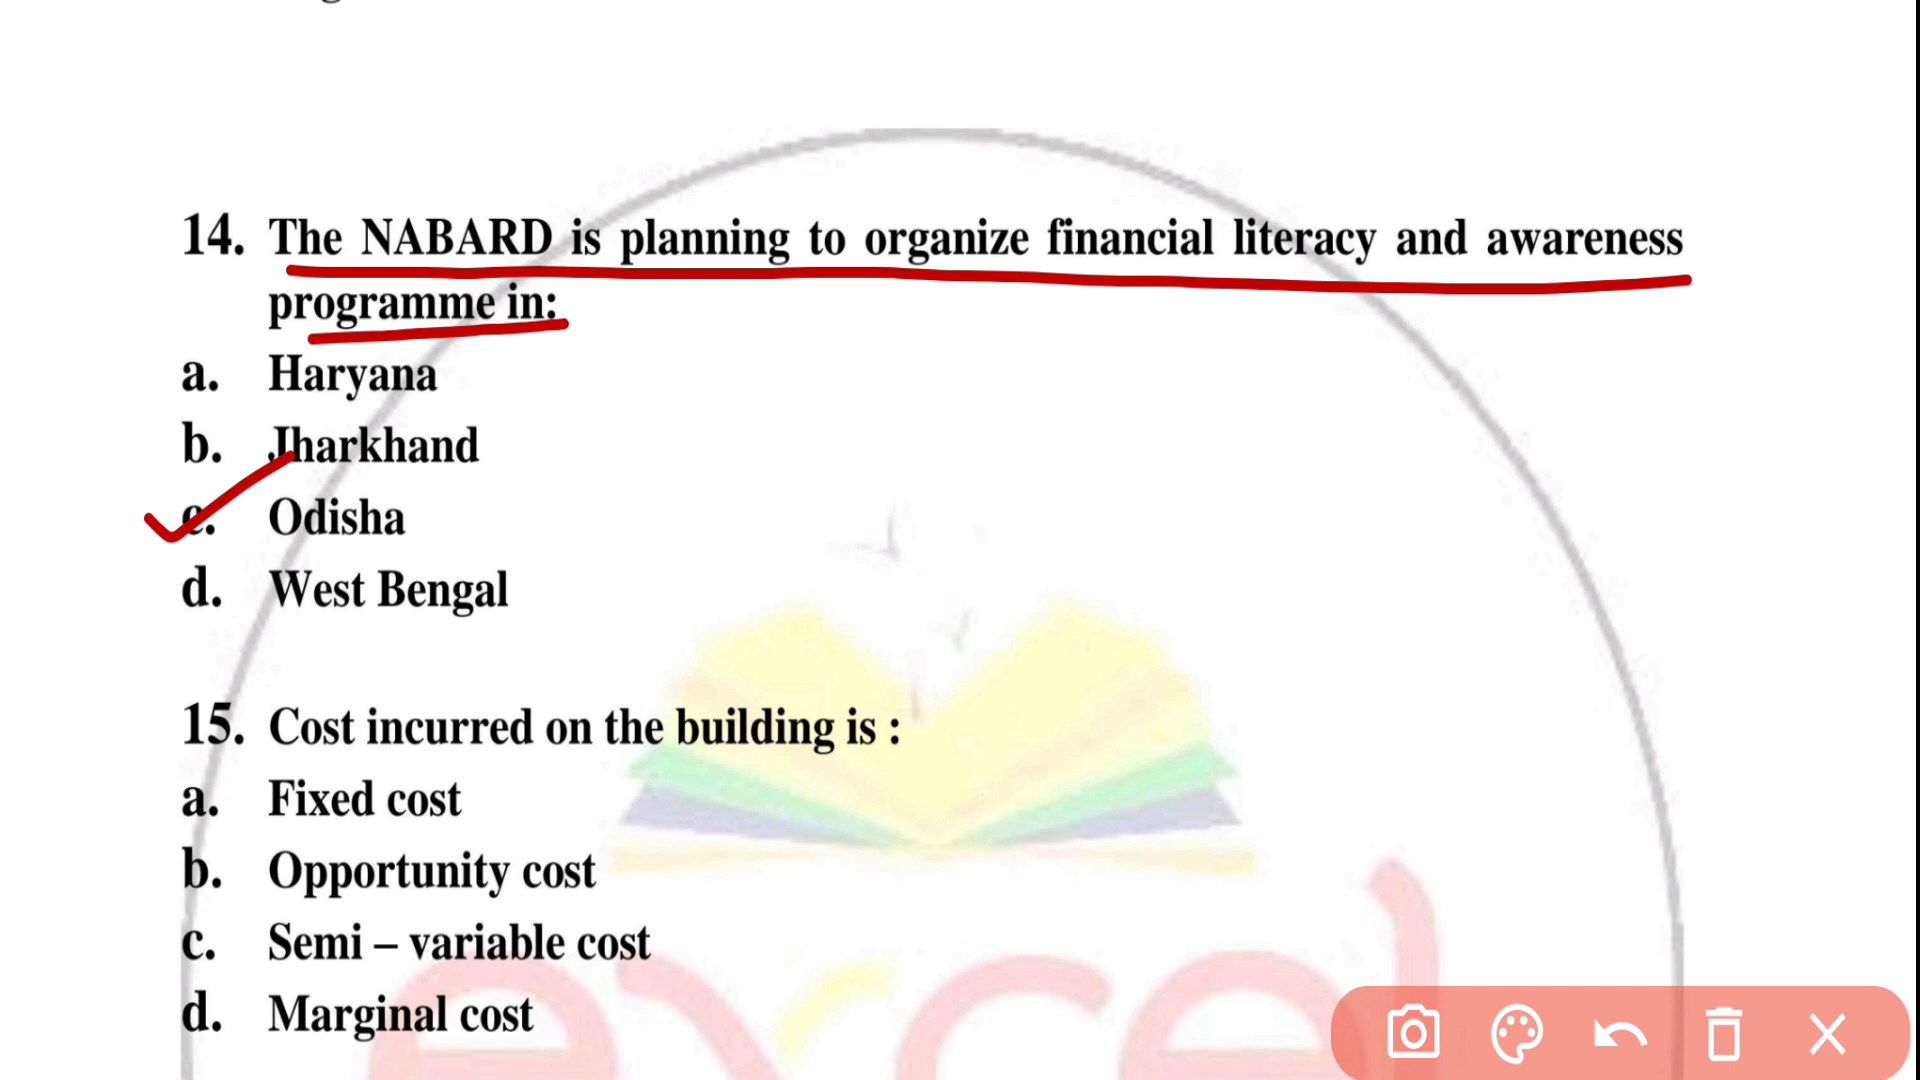 14. The NABARD is planning to organize financial literacy and awareness
programme in:
a. Haryana
b. Jharkhand
c. Odisha
d. West Bengal
15. Cost incurred on the building is :
a. Fixed cost
b. Opportunity cost
c. Semi – variable cost
d. Marginal cost
excel